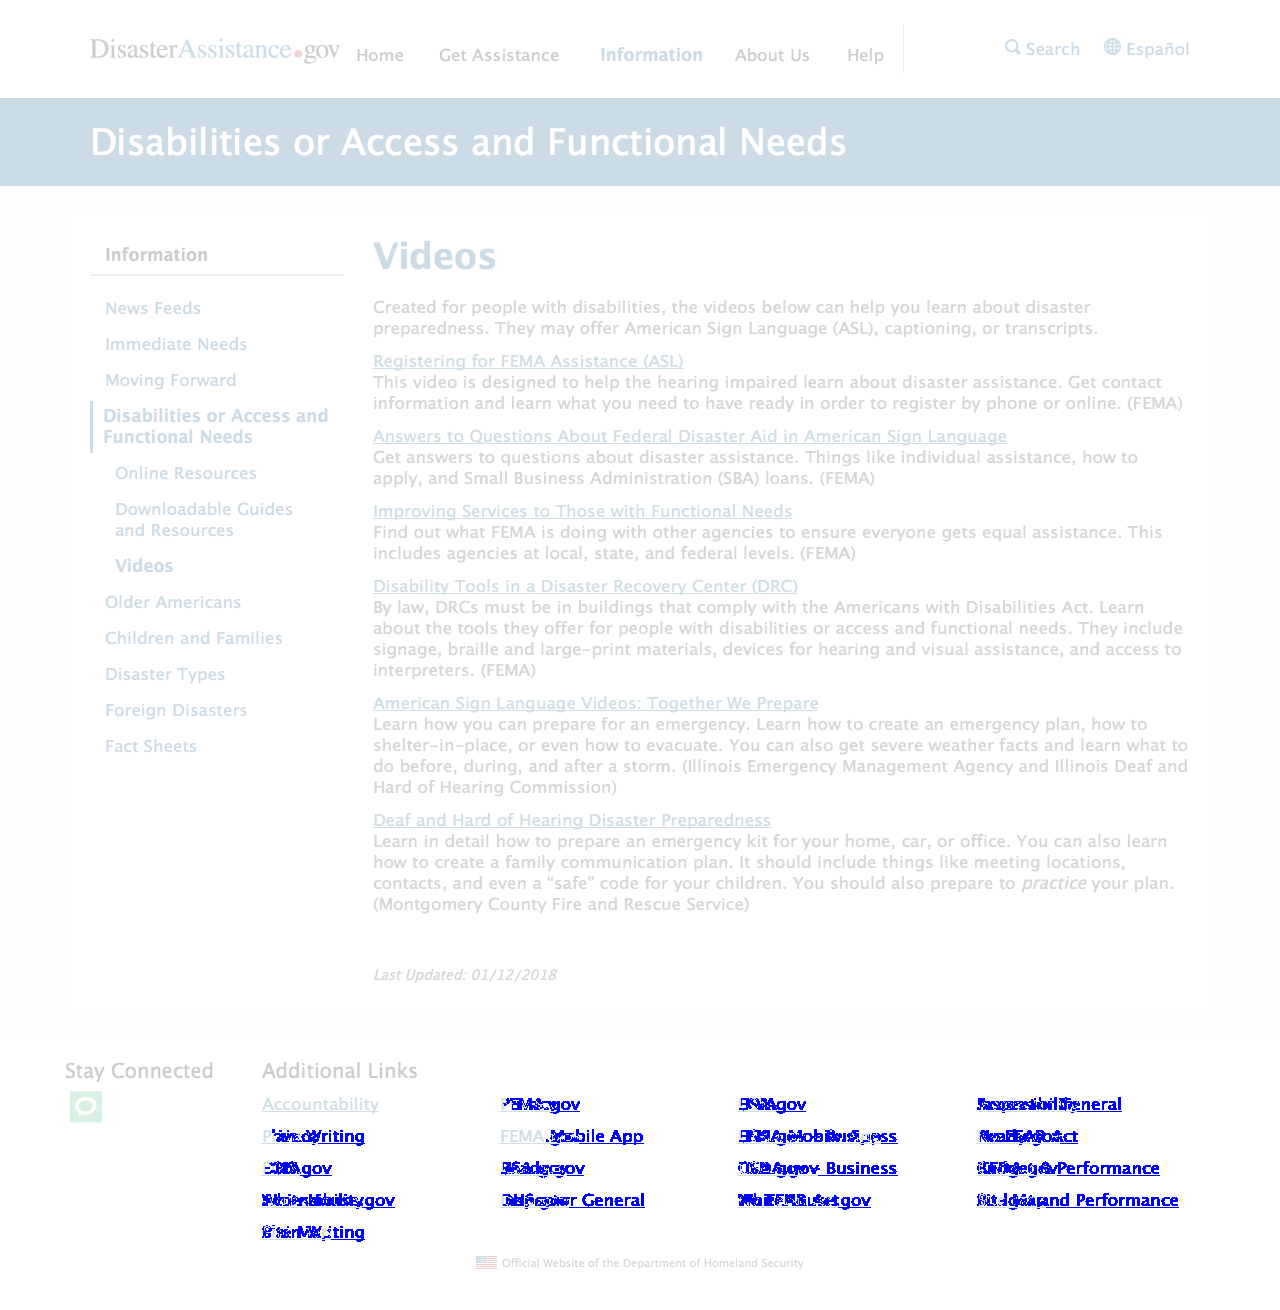 DisasterAssistance.gov Home Get Assistance Information About Us Help Search Español
Disabilities or Access and Functional Needs
Information
News Feeds
Immediate Needs
Moving Forward
Disabilities or Access and
Functional Needs
Online Resources
Downloadable Guides
and Resources
Videos
Older Americans
Children and Families
Disaster Types
Foreign Disasters
Fact Sheets
Videos
Created for people with disabilities, the videos below can help you learn about disaster
preparedness. They may offer American Sign Language (ASL), captioning, or transcripts.
Registering for FEMA Assistance (ASL)
This video is designed to help the hearing impaired learn about disaster assistance. Get contact
information and learn what you need to have ready in order to register by phone or online. (FEMA)
Answers to Questions About Federal Disaster Aid in American Sign Language
Get answers to questions about disaster assistance. Things like individual assistance, how to
apply, and Small Business Administration (SBA) loans. (FEMA)
Improving Services to Those with Functional Needs
Find out what FEMA is doing with other agencies to ensure everyone gets equal assistance. This
includes agencies at local, state, and federal levels. (FEMA)
Disability Tools in a Disaster Recovery Center (DRC)
By law, DRCs must be in buildings that comply with the Americans with Disabilities Act. Learn
about the tools they offer for people with disabilities or access and functional needs. They include
signage, braille and large-print materials, devices for hearing and visual assistance, and access to
interpreters. (FEMA)
American Sign Language Videos: Together We Prepare
Learn how you can prepare for an emergency. Learn how to create an emergency plan, how to
shelter-in-place, or even how to evacuate. You can also get severe weather facts and learn what to
do before, during, and after a storm. (Illinois Emergency Management Agency and Illinois Deaf and
Hard of Hearing Commission)
Deaf and Hard of Hearing Disaster Preparedness
Learn in detail how to prepare an emergency kit for your home, car, or office. You can also learn
how to create a family communication plan. It should include things like meeting locations,
contacts, and even a “safe” code for your children. You should also prepare to practice your plan.
(Montgomery County Fire and Rescue Service)
Last Updated: 01/12/2018
Stay Connected
Additional Links
Accountability
Writing Mobile App Business
Business Performance
General and Performance
Official Website of the Department of Homeland Security